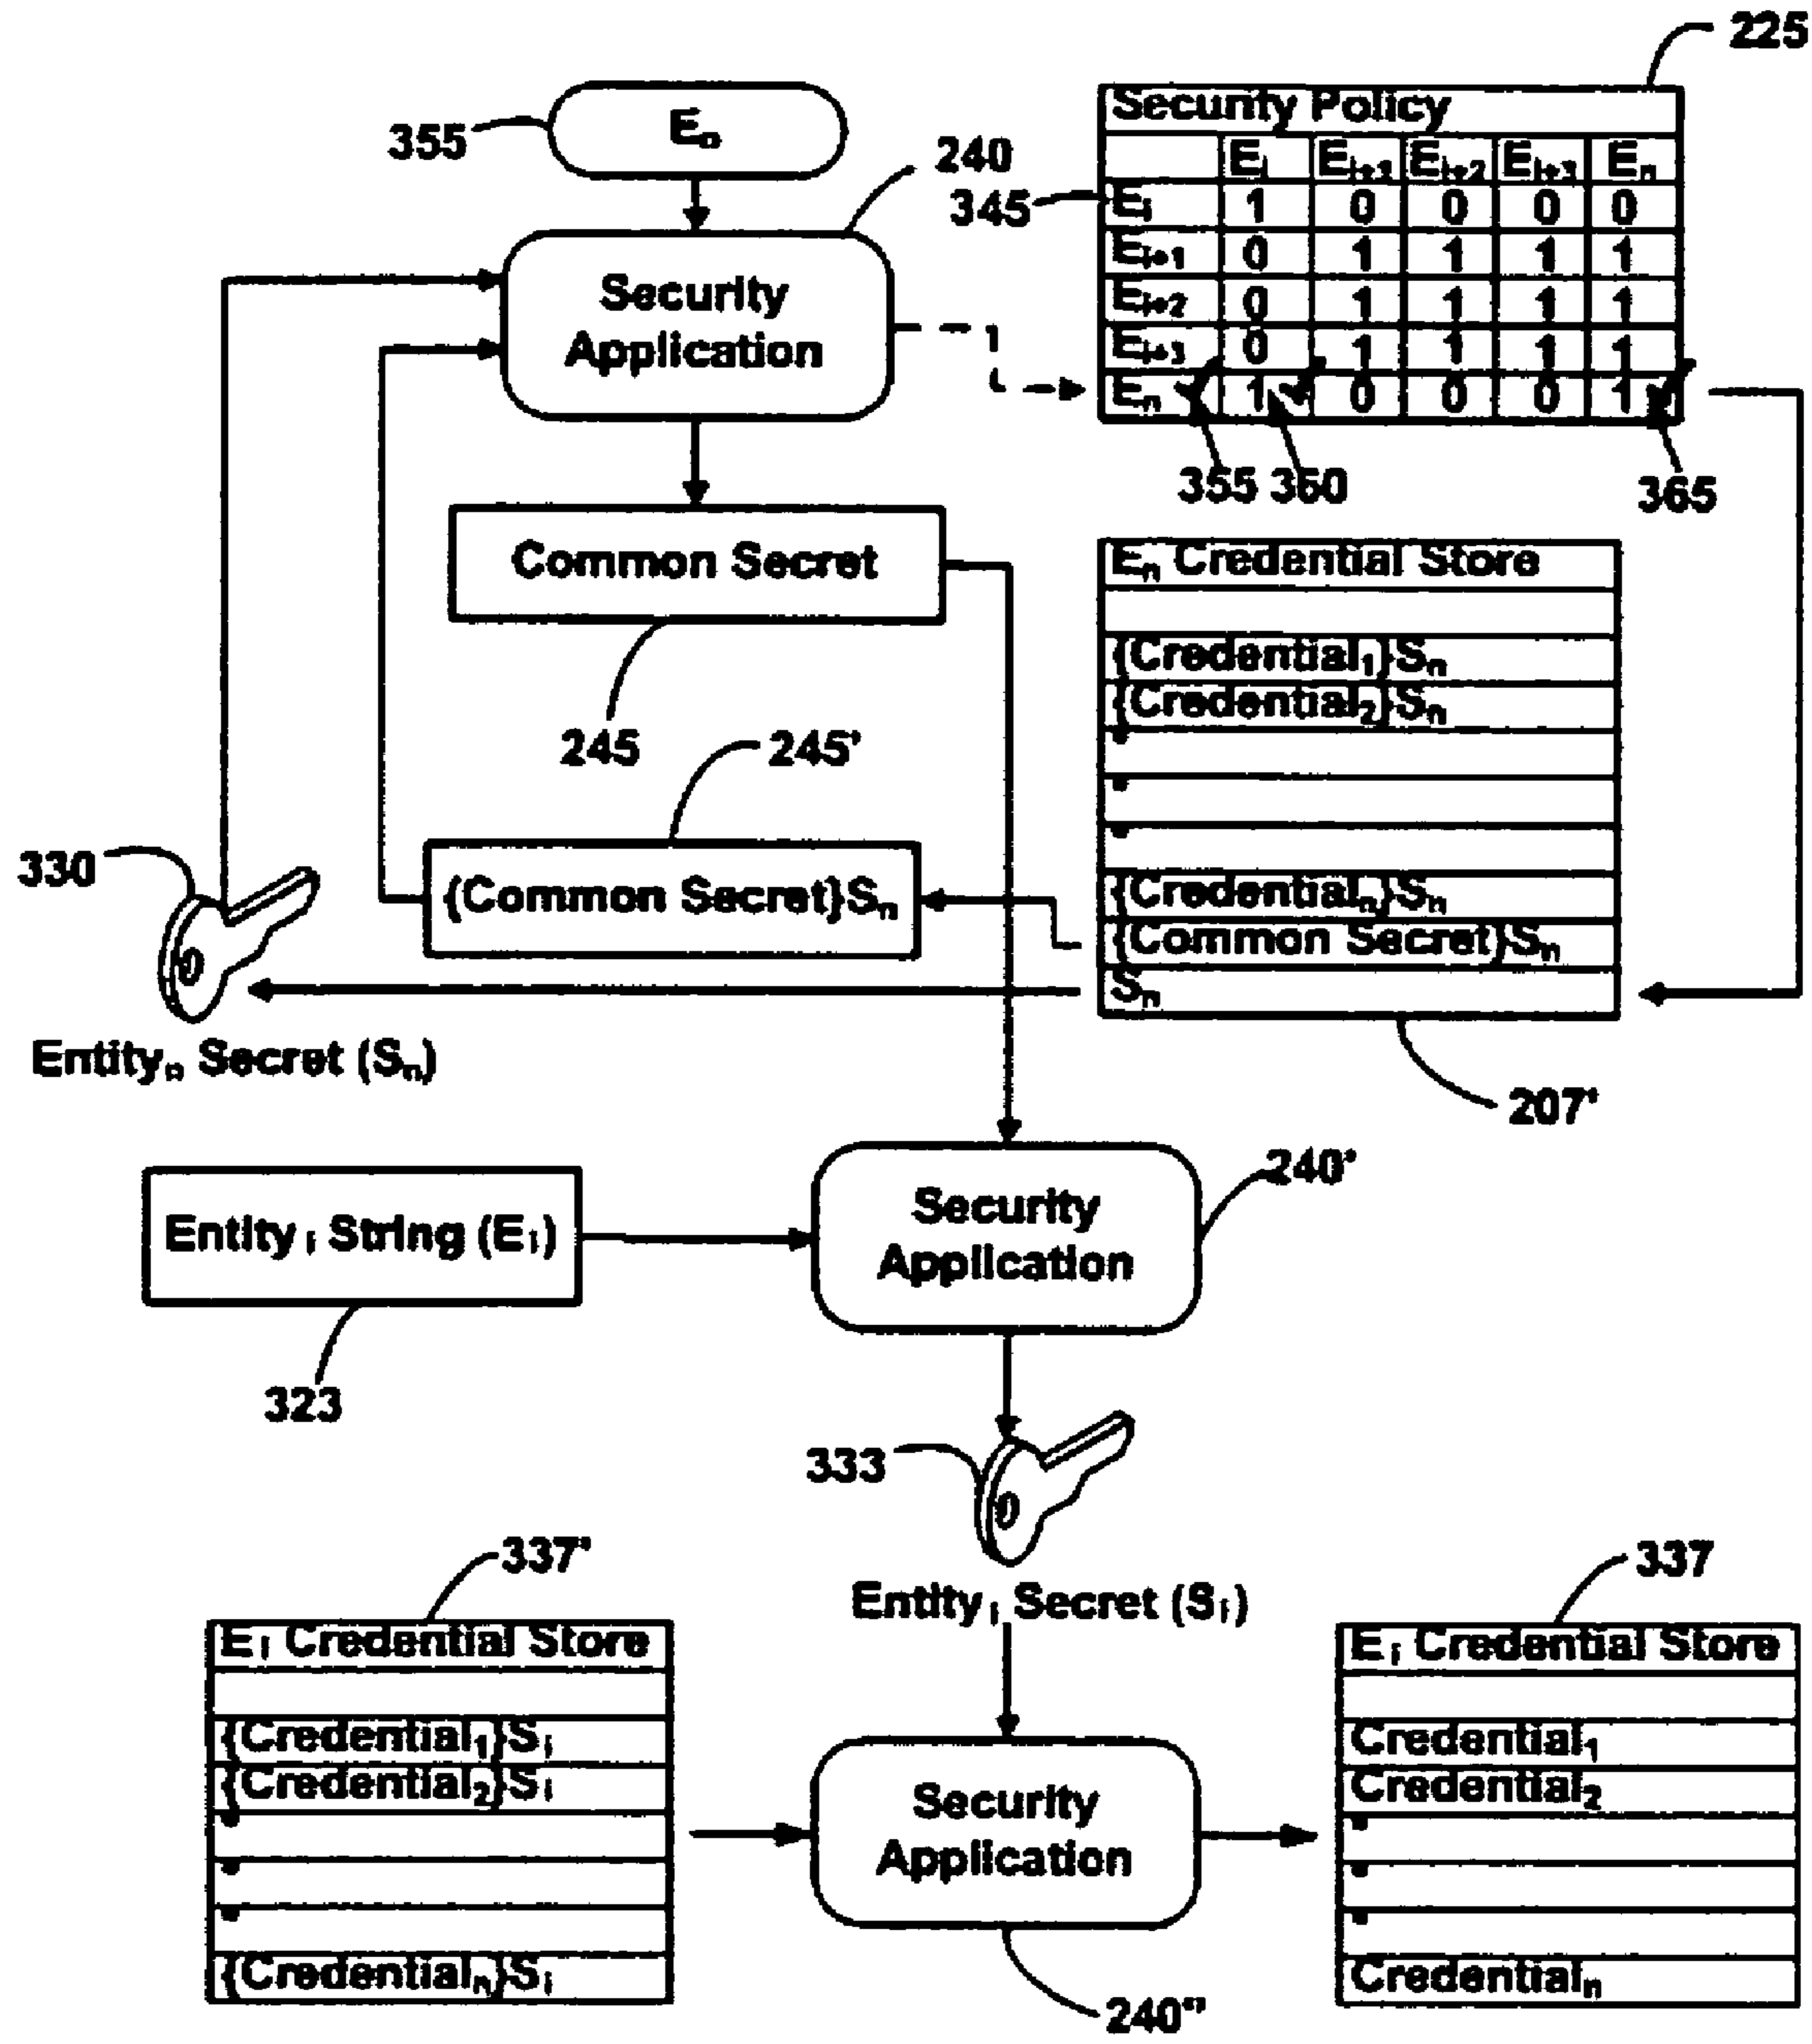 225
Security Policy
355
Eₙ
240
Eᵢ Eᵢ₊₁ Eᵢ₊₂ Eᵢ₊₃ Eₙ
345
Eᵢ 1 0 0 0 0
Eᵢ₊₁ 0 1 1 1 1
Eᵢ₊₂ 0 1 1 1 1
Eᵢ₊₃ 0 1 1 1 1
Eₙ 1 0 0 0 1
Security
Application
355 360 365
Common Secret
245
Eₙ Credential Store
{Credential₁}Sₙ
{Credential₂}Sₙ
{Credentialₙ}Sₙ
{Common Secret}Sₙ
Sₙ
207'
245'
{Common Secret}Sₙ
330
Entityₙ Secret (Sₙ)
Entityᵢ String (Eᵢ)
323
Security
Application
240'
333
Entityᵢ Secret (Sᵢ)
337'
Eᵢ Credential Store
{Credential₁}Sᵢ
{Credential₂}Sᵢ
{Credentialₙ}Sᵢ
Security
Application
240"
337
Eᵢ Credential Store
Credential₁
Credential₂
Credentialₙ